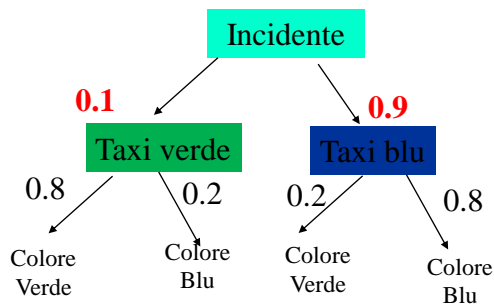 Incidente
0.1
0.9
Taxi verde
Taxi blu
0.8
0.2
0.2
0.8
Colore
Verde
Colore
Blu
Colore
Verde
Colore
Blu